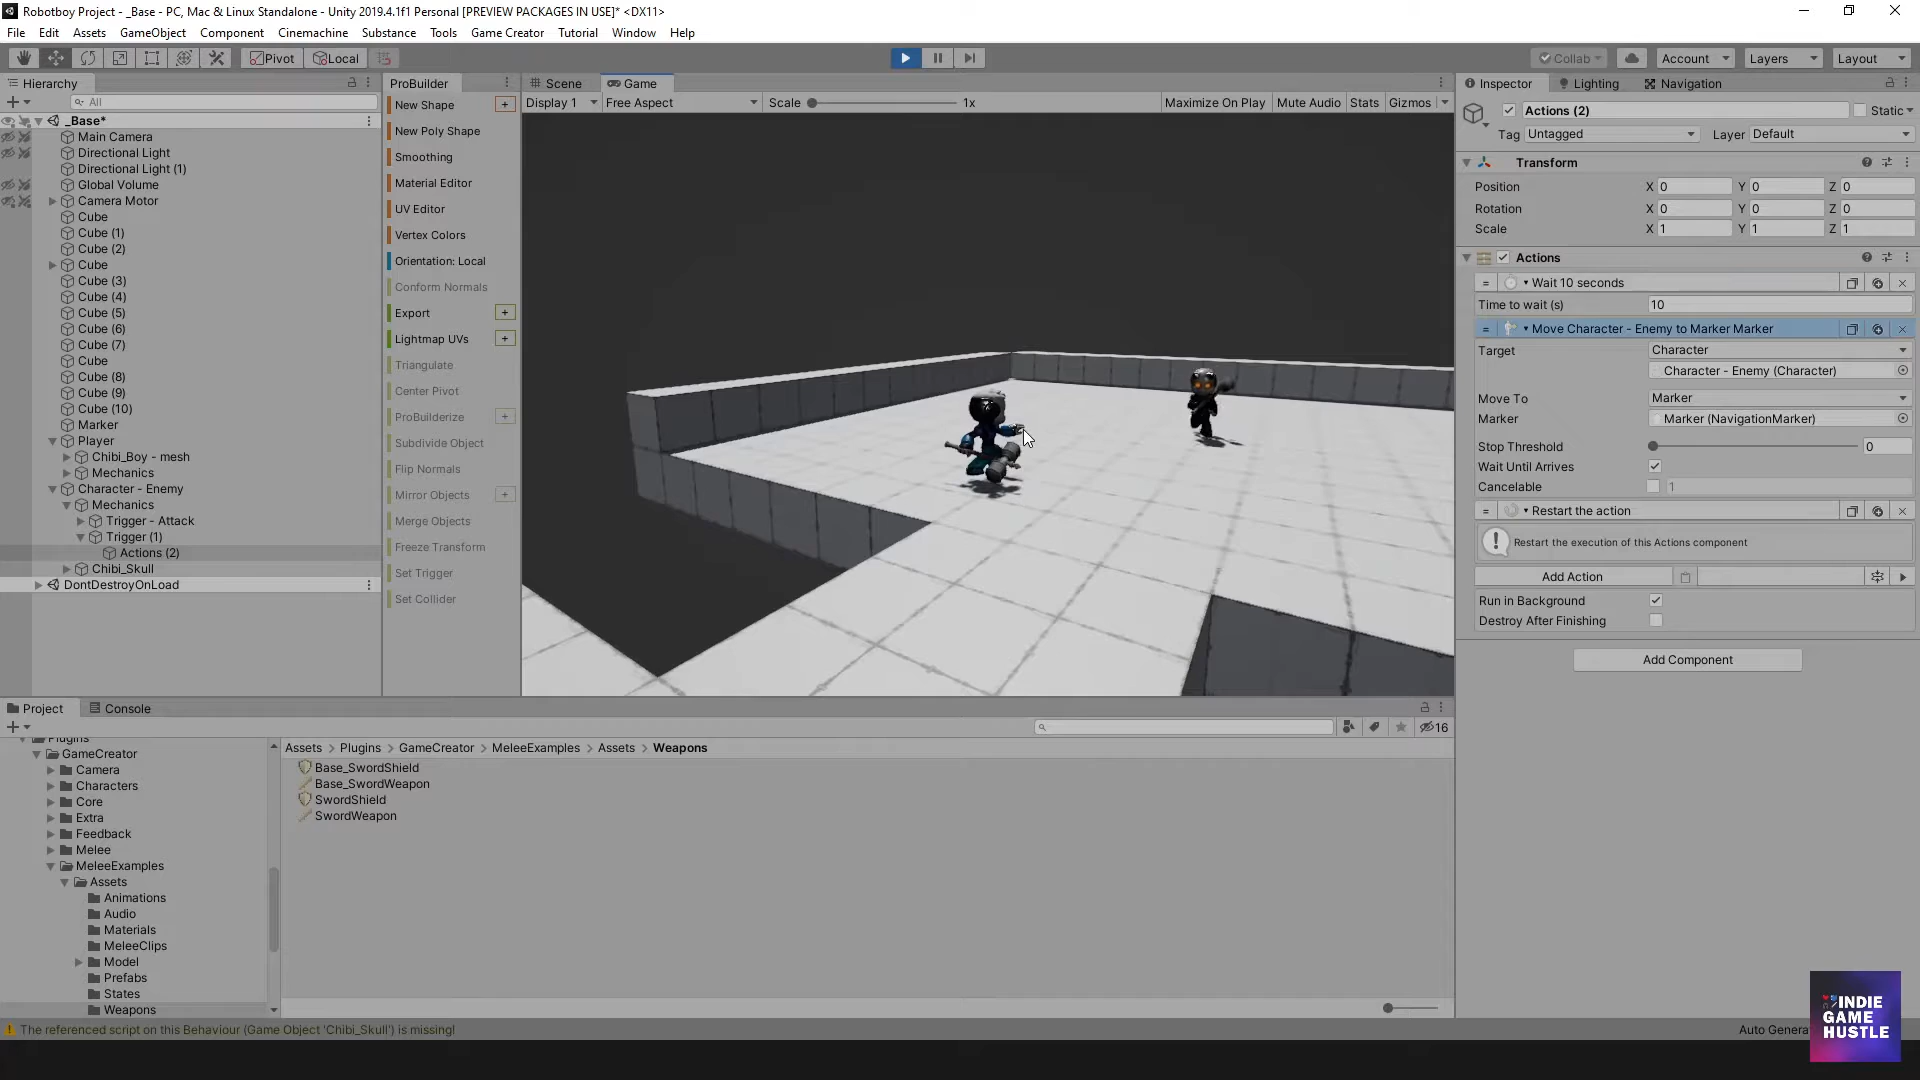 Robotboy Project - _Base - PC, Mac & Linux Standalone - Unity 2019.4.1f1 Personal [PREVIEW PACKAGES IN USE]* <DX11>
File Edit Assets GameObject Component Cinemachine Substance Tools Game Creator Tutorial Window Help
Pivot Local Collab Account Layers Layout
Hierarchy
All
_Base*
Main Camera
Directional Light
Directional Light (1)
Global Volume
Camera Motor
Cube
Cube (1)
Cube (2)
Cube
Cube (3)
Cube (4)
Cube (5)
Cube (6)
Cube (7)
Cube
Cube (8)
Cube (9)
Cube (10)
Marker
Player
Chibi_Boy - mesh
Mechanics
Character - Enemy
Mechanics
Trigger - Attack
Trigger (1)
Actions (2)
Chibi_Skull
DontDestroyOnLoad
ProBuilder
New Shape +
New Poly Shape
Smoothing
Material Editor
UV Editor
Vertex Colors
Orientation: Local
Conform Normals
Export +
Lightmap UVs +
Triangulate
Center Pivot
ProBuilderize +
Subdivide Object
Flip Normals
Mirror Objects +
Merge Objects
Freeze Transform
Set Trigger
Set Collider
Scene Game
Display 1 Free Aspect Scale 1x Maximize On Play Mute Audio Stats Gizmos
Inspector Lighting Navigation
Actions (2) Static
Tag Untagged Layer Default
Transform
Position X 0 Y 0 Z 0
Rotation X 0 Y 0 Z 0
Scale X 1 Y 1 Z 1
Actions
= Wait 10 seconds
Time to wait (s) 10
= Move Character - Enemy to Marker Marker
Target Character
Character - Enemy (Character)
Move To Marker
Marker Marker (NavigationMarker)
Stop Threshold 0
Wait Until Arrives
Cancelable 1
= Restart the action
Restart the execution of this Actions component
Add Action
Run in Background
Destroy After Finishing
Add Component
Project Console
16
Plugins
GameCreator
Camera
Characters
Core
Extra
Feedback
Melee
MeleeExamples
Assets
Animations
Audio
Materials
MeleeClips
Model
Prefabs
States
Weapons
Assets > Plugins > GameCreator > MeleeExamples > Assets > Weapons
Base_SwordShield
Base_SwordWeapon
SwordShield
SwordWeapon
The referenced script on this Behaviour (Game Object 'Chibi_Skull') is missing!
Auto Genera
INDIE
GAME
HUSTLE